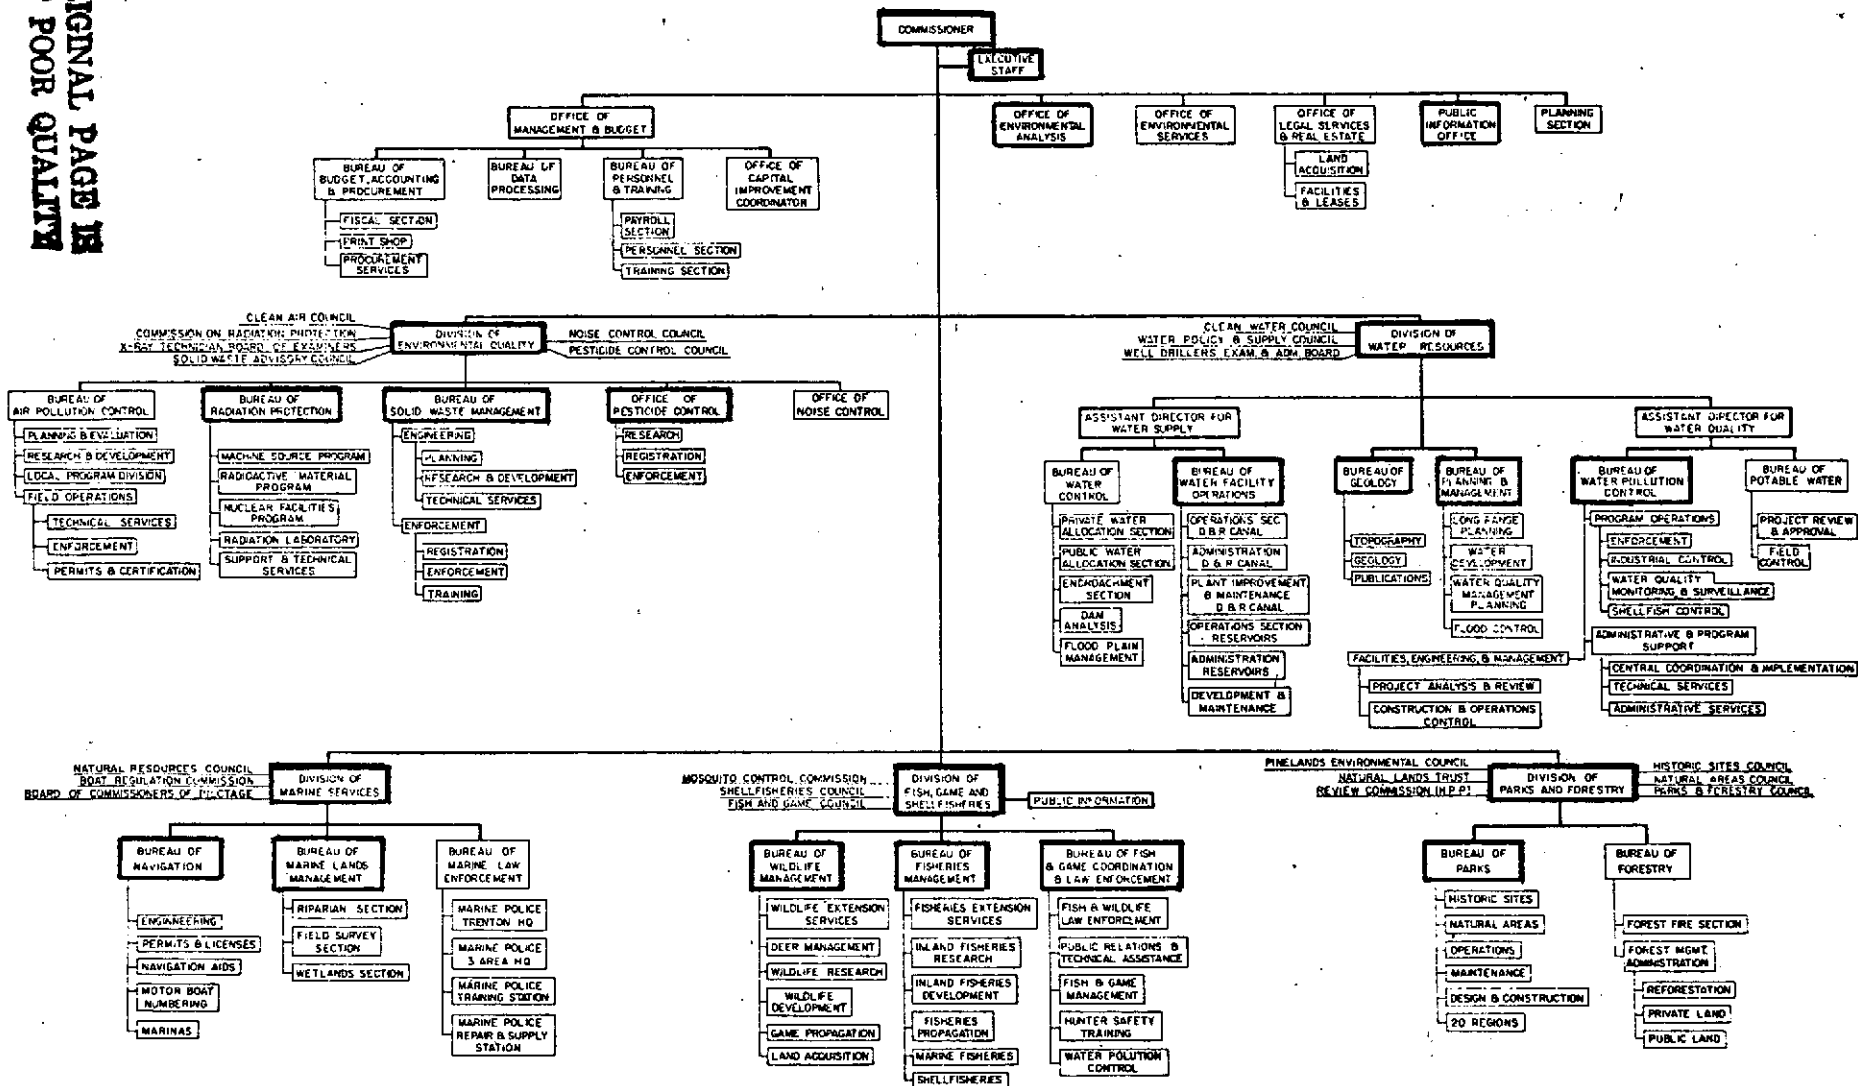 ORIGINAL PAGE IS
POOR QUALITY
COMMISSIONER
EXECUTIVE
STAFF
OFFICE OF
MANAGEMENT & BUDGET
OFFICE OF
ENVIRONMENTAL
ANALYSIS
OFFICE OF
ENVIRONMENTAL
SERVICES
OFFICE OF
LEGAL SERVICES
& REAL ESTATE
PUBLIC
INFORMATION
OFFICE
PLANNING
SECTION
LAND
ACQUISITION
FACILITIES
& LEASES
BUREAU OF
BUDGET, ACCOUNTING
& PROCUREMENT
BUREAU OF
DATA
PROCESSING
BUREAU OF
PERSONNEL
& TRAINING
OFFICE OF
CAPITAL
IMPROVEMENT
COORDINATOR
FISCAL SECTION
PRINT SHOP
PROCUREMENT
SERVICES
PAYROLL
SECTION
PERSONNEL SECTION
TRAINING SECTION
CLEAN AIR COUNCIL
COMMISSION ON RADIATION PROTECTION
X-RAY TECHNICIAN BOARD OF EXAMINERS
SOLID WASTE ADVISORY COUNCIL
DIVISION OF
ENVIRONMENTAL QUALITY
NOISE CONTROL COUNCIL
PESTICIDE CONTROL COUNCIL
BUREAU OF
AIR POLLUTION CONTROL
PLANNING & EVALUATION
RESEARCH & DEVELOPMENT
LOCAL PROGRAM DIVISION
FIELD OPERATIONS
TECHNICAL SERVICES
ENFORCEMENT
PERMITS & CERTIFICATION
BUREAU OF
RADIATION PROTECTION
MACHINE SOURCE PROGRAM
RADIOACTIVE MATERIAL
PROGRAM
NUCLEAR FACILITIES
PROGRAM
RADIATION LABORATORY
SUPPORT & TECHNICAL
SERVICES
BUREAU OF
SOLID WASTE MANAGEMENT
ENGINEERING
PLANNING
RESEARCH & DEVELOPMENT
TECHNICAL SERVICES
ENFORCEMENT
REGISTRATION
ENFORCEMENT
TRAINING
OFFICE OF
PESTICIDE CONTROL
RESEARCH
REGISTRATION
ENFORCEMENT
OFFICE OF
NOISE CONTROL
CLEAN WATER COUNCIL
WATER POLICY & SUPPLY COUNCIL
WELL DRILLERS EXAM. & ADM. BOARD
DIVISION OF
WATER RESOURCES
ASSISTANT DIRECTOR FOR
WATER SUPPLY
ASSISTANT DIRECTOR FOR
WATER QUALITY
BUREAU OF
WATER
CONTROL
PRIVATE WATER
ALLOCATION SECTION
PUBLIC WATER
ALLOCATION SECTION
ENCROACHMENT
SECTION
DAM
ANALYSIS
FLOOD PLAIN
MANAGEMENT
BUREAU OF
WATER FACILITY
OPERATIONS
OPERATIONS SEC.
D & R CANAL
ADMINISTRATION
D & R CANAL
PLANT IMPROVEMENT
& MAINTENANCE
D & R CANAL
OPERATIONS SECTION
RESERVOIRS
ADMINISTRATION
RESERVOIRS
DEVELOPMENT &
MAINTENANCE
BUREAU OF
GEOLOGY
TOPOGRAPHY
GEOLOGY
PUBLICATIONS
BUREAU OF
PLANNING &
MANAGEMENT
LONG RANGE
PLANNING
WATER
DEVELOPMENT
WATER QUALITY
MANAGEMENT
PLANNING
FLOOD CONTROL
BUREAU OF
WATER POLLUTION
CONTROL
PROGRAM OPERATIONS
ENFORCEMENT
INDUSTRIAL CONTROL
WATER QUALITY
MONITORING & SURVEILLANCE
SHELLFISH CONTROL
ADMINISTRATIVE & PROGRAM
SUPPORT
CENTRAL COORDINATION & IMPLEMENTATION
TECHNICAL SERVICES
ADMINISTRATIVE SERVICES
FACILITIES, ENGINEERING, & MANAGEMENT
PROJECT ANALYSIS & REVIEW
CONSTRUCTION & OPERATIONS
CONTROL
BUREAU OF
POTABLE WATER
PROJECT REVIEW
& APPROVAL
FIELD
CONTROL
NATURAL RESOURCES COUNCIL
BOAT REGULATION COMMISSION
BOARD OF COMMISSIONERS OF PILOTAGE
DIVISION OF
MARINE SERVICES
BUREAU OF
NAVIGATION
ENGINEERING
PERMITS & LICENSES
NAVIGATION AIDS
MOTOR BOAT
NUMBERING
MARINAS
BUREAU OF
MARINE LANDS
MANAGEMENT
RIPARIAN SECTION
FIELD SURVEY
SECTION
WETLANDS SECTION
BUREAU OF
MARINE LAW
ENFORCEMENT
MARINE POLICE
TRENTON HQ
MARINE POLICE
3 AREA HQ
MARINE POLICE
TRAINING STATION
MARINE POLICE
REPAIR & SUPPLY
STATION
MOSQUITO CONTROL COMMISSION
SHELLFISHERIES COUNCIL
FISH AND GAME COUNCIL
DIVISION OF
FISH, GAME AND
SHELLFISHERIES
PUBLIC INFORMATION
BUREAU OF
WILDLIFE
MANAGEMENT
WILDLIFE EXTENSION
SERVICES
DEER MANAGEMENT
WILDLIFE RESEARCH
WILDLIFE
DEVELOPMENT
GAME PROPAGATION
LAND ACQUISITION
BUREAU OF
FISHERIES
MANAGEMENT
FISHERIES EXTENSION
SERVICES
INLAND FISHERIES
RESEARCH
INLAND FISHERIES
DEVELOPMENT
FISHERIES
PROPAGATION
MARINE FISHERIES
SHELLFISHERIES
BUREAU OF FISH
& GAME COORDINATION
& LAW ENFORCEMENT
FISH & WILDLIFE
LAW ENFORCEMENT
PUBLIC RELATIONS &
TECHNICAL ASSISTANCE
FISH & GAME
MANAGEMENT
HUNTER SAFETY
TRAINING
WATER POLUTION
CONTROL
PINELANDS ENVIRONMENTAL COUNCIL
NATURAL LANDS TRUST
REVIEW COMMISSION (H.P.P)
DIVISION OF
PARKS AND FORESTRY
HISTORIC SITES COUNCIL
NATURAL AREAS COUNCIL
PARKS & FORESTRY COUNCIL
BUREAU OF
PARKS
HISTORIC SITES
NATURAL AREAS
OPERATIONS
MAINTENANCE
DESIGN & CONSTRUCTION
20 REGIONS
BUREAU OF
FORESTRY
FOREST FIRE SECTION
FOREST MGMT.
ADMINISTRATION
REFORESTATION
PRIVATE LAND
PUBLIC LAND